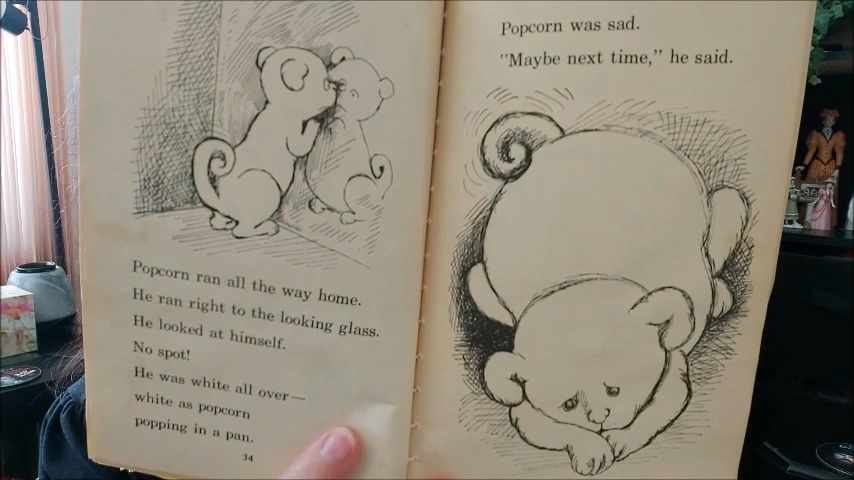 Popcorn ran all the way home.
He ran right to the looking glass.
He looked at himself.
No spot!
He was white all over—
white as popcorn
popping in a pan.
34
Popcorn was sad.
"Maybe next time," he said.